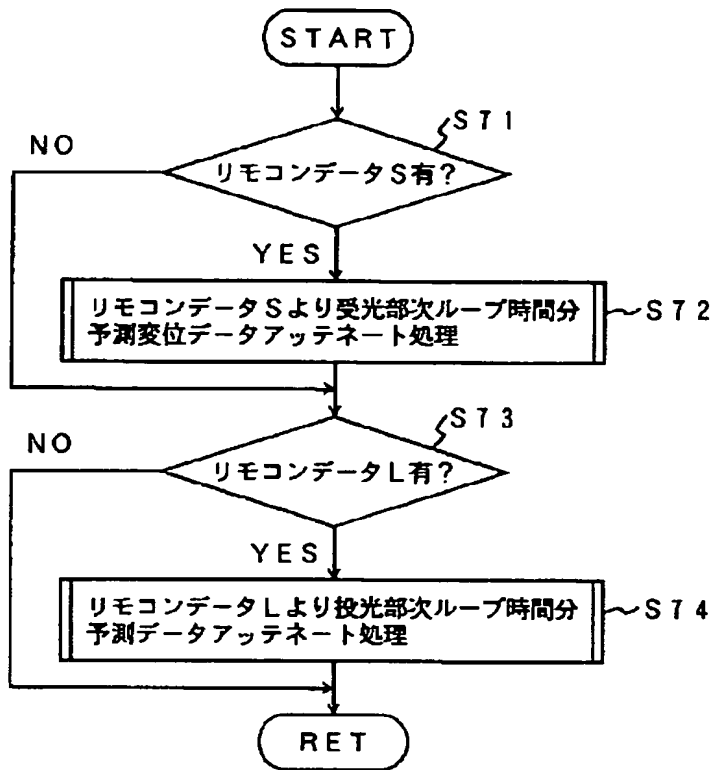 START
S71
NO
リモコンデータS有?
YES
リモコンデータSより受光部次ループ時間分
予測変位データアッテネート処理
S72
S73
NO
リモコンデータL有?
YES
リモコンデータLより投光部次ループ時間分
予測データアッテネート処理
S74
RET